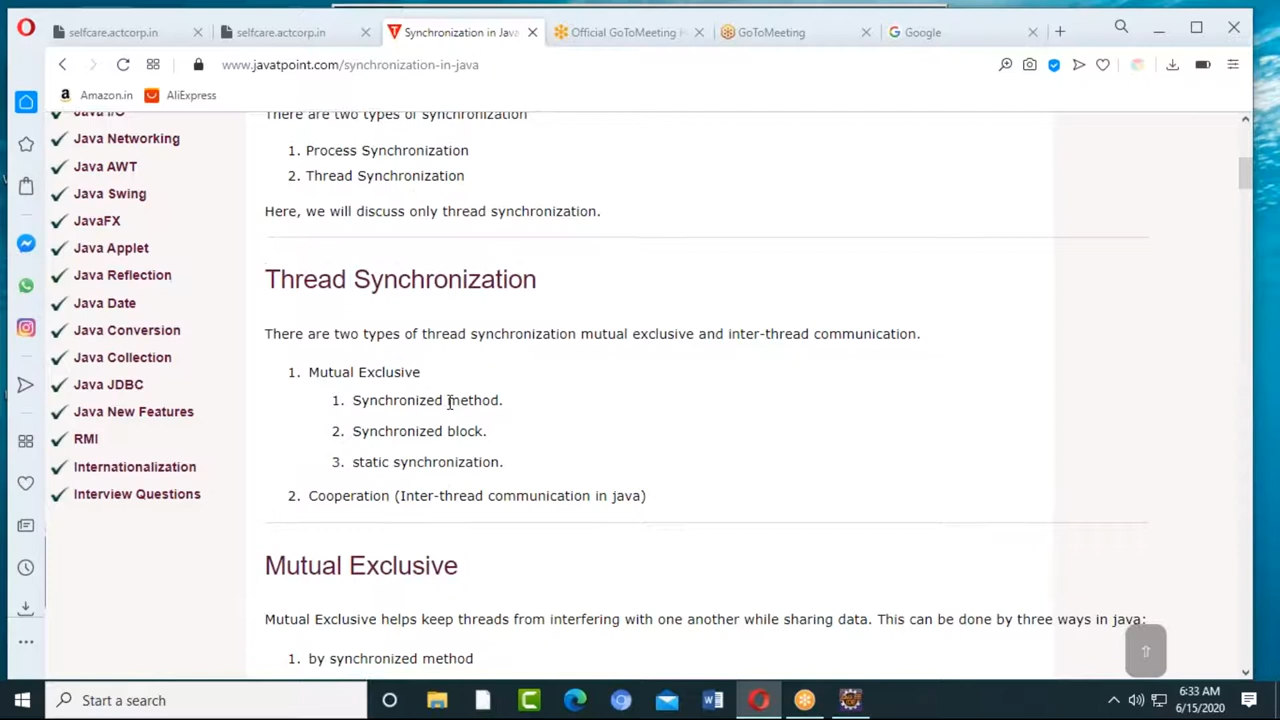 selfcare.actcorp.in
selfcare.actcorp.in
Synchronization in Java
Official GoToMeeting H
GoToMeeting
Google
www.javatpoint.com/synchronization-in-java
Amazon.in
AliExpress
Java I/O
Java Networking
Java AWT
Java Swing
JavaFX
Java Applet
Java Reflection
Java Date
Java Conversion
Java Collection
Java JDBC
Java New Features
RMI
Internationalization
Interview Questions
There are two types of synchronization
1. Process Synchronization
2. Thread Synchronization
Here, we will discuss only thread synchronization.
Thread Synchronization
There are two types of thread synchronization mutual exclusive and inter-thread communication.
1. Mutual Exclusive
1. Synchronized method.
2. Synchronized block.
3. static synchronization.
2. Cooperation (Inter-thread communication in java)
Mutual Exclusive
Mutual Exclusive helps keep threads from interfering with one another while sharing data. This can be done by three ways in java:
1. by synchronized method
Start a search
6:33 AM
6/15/2020